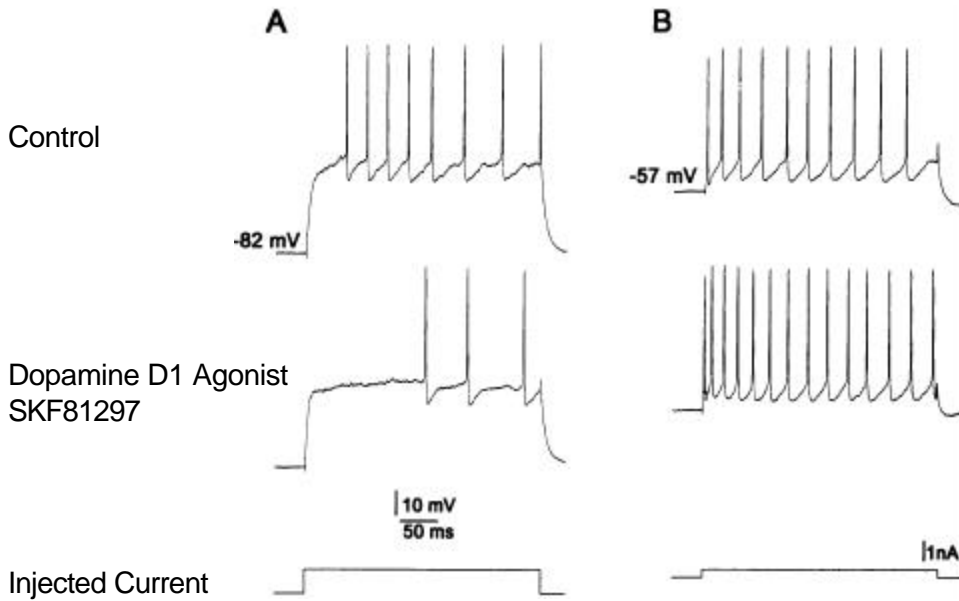 A
B
Control
-82 mV
-57 mV
Dopamine D1 Agonist
SKF81297
10 mV
50 ms
1nA
Injected Current